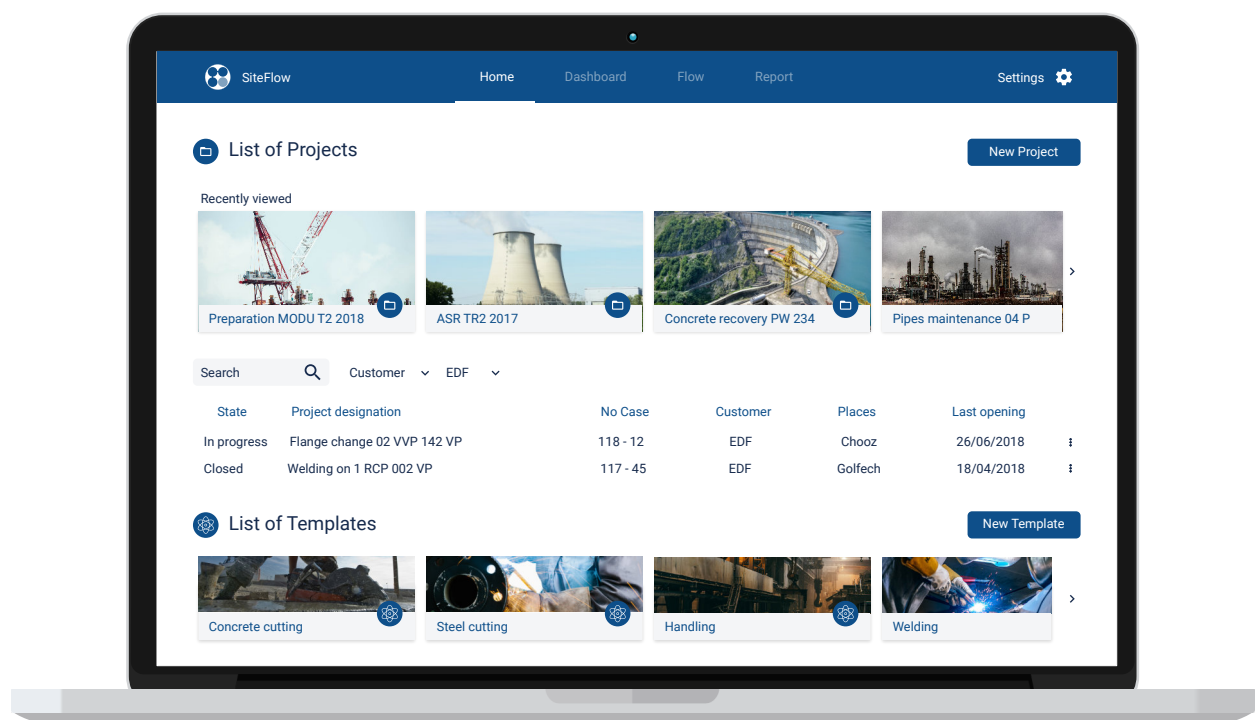 SiteFlow Home Dashboard Flow Report Settings
List of Projects New Project
Recently viewed
Preparation MODU T2 2018 ASR TR2 2017 Concrete recovery PW 234 Pipes maintenance 04 P
Search Customer EDF
State Project designation No Case Customer Places Last opening
In progress Flange change 02 VVP 142 VP 118 - 12 EDF Chooz 26/06/2018
Closed Welding on 1 RCP 002 VP 117 - 45 EDF Golfech 18/04/2018
List of Templates New Template
Concrete cutting Steel cutting Handling Welding